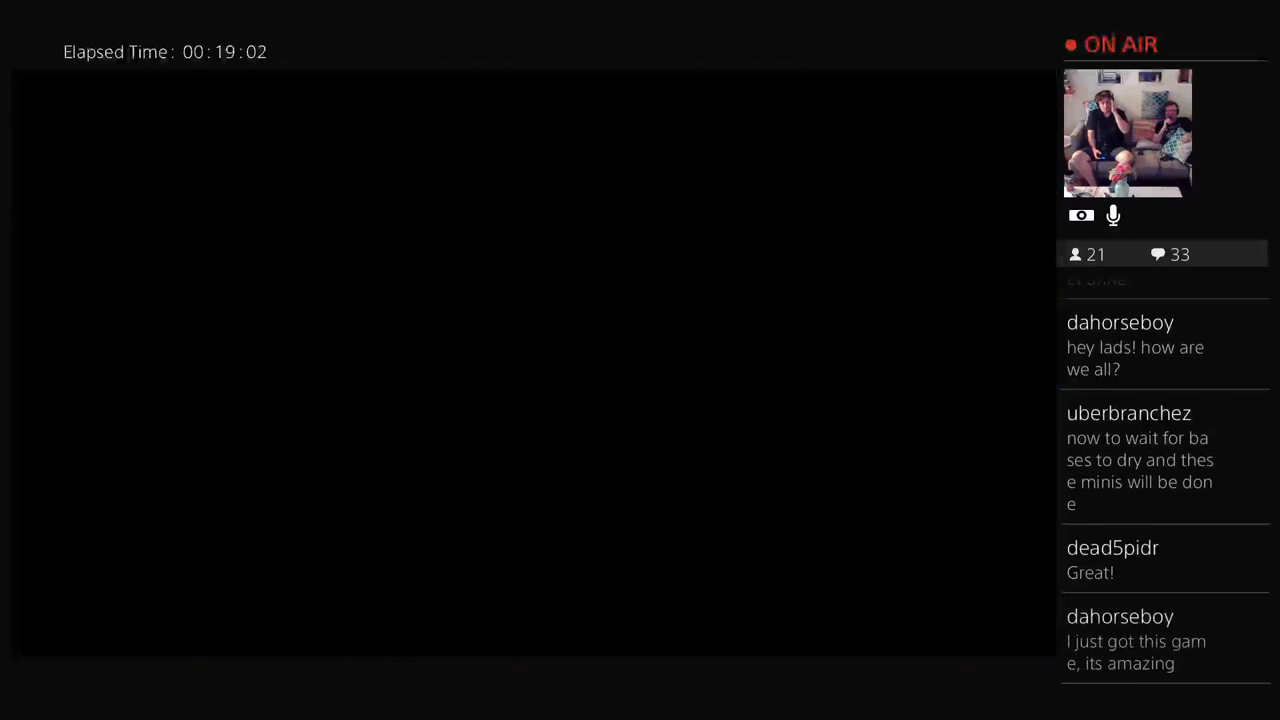 Elapsed Time: 00:19:02
ON AIR
21
33
dahorseboy
hey lads! how are
we all?
uberbranchez
now to wait for ba
ses to dry and thes
e minis will be don
e
dead5pidr
Great!
dahorseboy
I just got this gam
e, its amazing